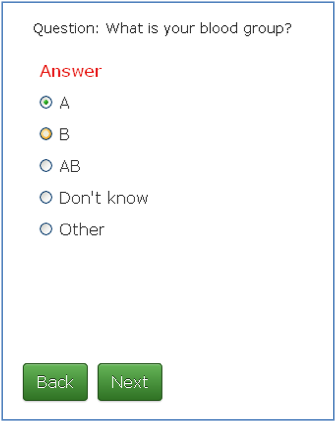 Question: What is your blood group?
Answer
A
B
AB
Don't know
Other
Back Next